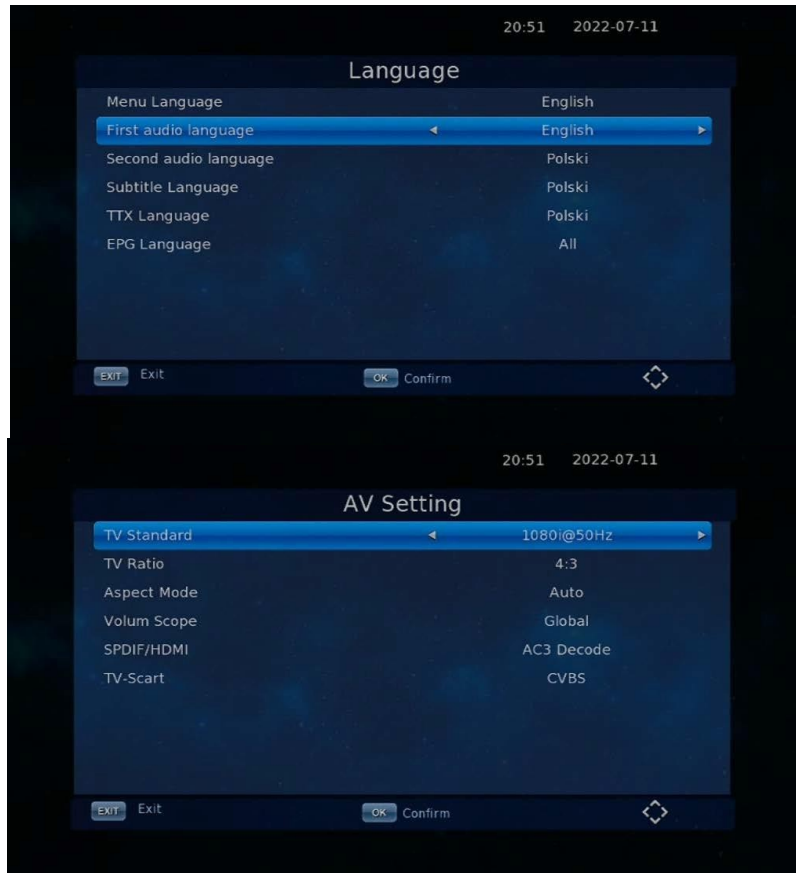 20:51 2022-07-11
Language
Menu Language English
First audio language English
Second audio language Polski
Subtitle Language Polski
TTX Language Polski
EPG Language All
EXIT Exit OK Confirm
20:51 2022-07-11
AV Setting
TV Standard 1080i@50Hz
TV Ratio 4:3
Aspect Mode Auto
Volum Scope Global
SPDIF/HDMI AC3 Decode
TV-Scart CVBS
EXIT Exit OK Confirm